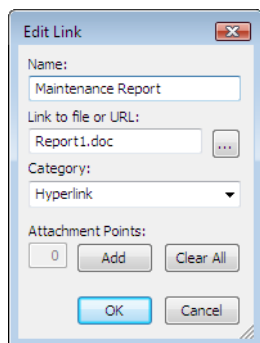 Edit Link
Name:
Maintenance Report
Link to file or URL:
Report1.doc
...
Category:
Hyperlink
Attachment Points:
0 Add Clear All
OK Cancel